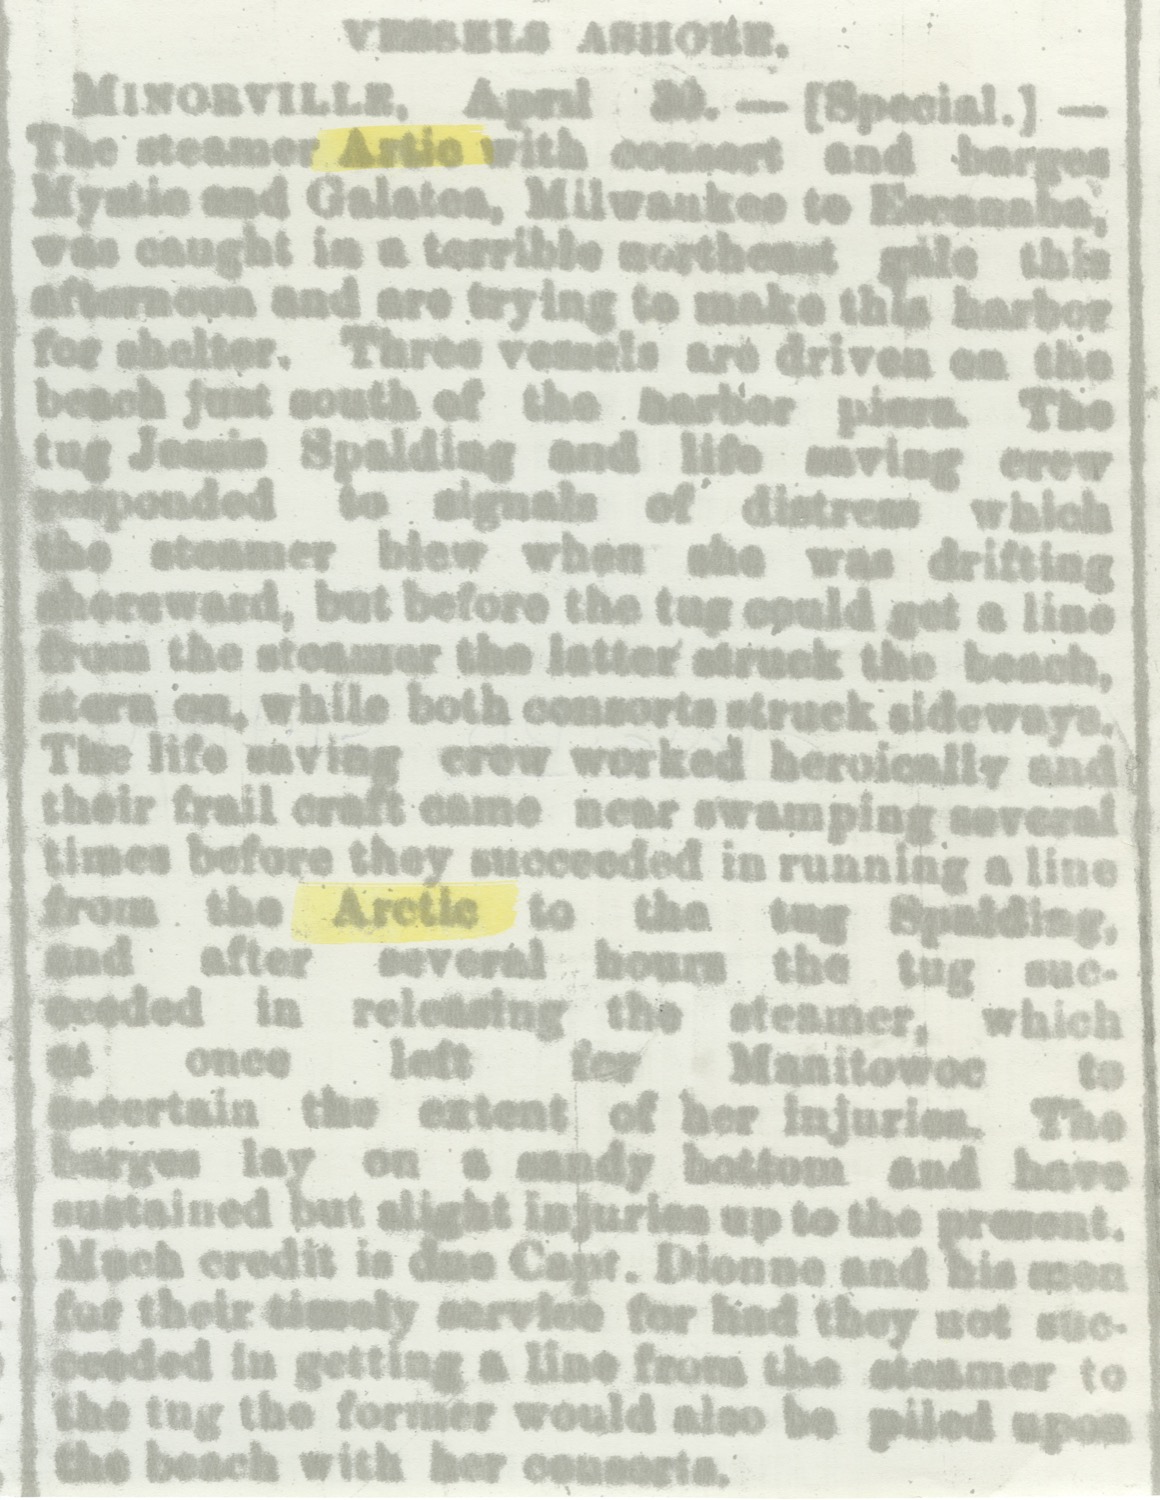 VESSELS ASHORE.
MINORVILLE, April 30. — [Special.] —
The steamer Artic with consort and barges
Mystic and Galatea, Milwaukee to Escanaba,
was caught in a terrible northeast gale this
afternoon and are trying to make this harbor
for shelter. Three vessels are driven on the
beach just south of the harbor piers. The
tug Jessie Spalding and life saving crew
responded to signals of distress which
the steamer blew when she was drifting
shoreward, but before the tug could get a line
from the steamer the latter struck the beach,
stern on, while both consorts struck sideways.
The life saving crew worked heroically and
their frail craft came near swamping several
times before they succeeded in running a line
from the Arctic to the tug Spalding,
and after several hours the tug suc-
ceeded in releasing the steamer, which
at once left for Manitowoc to
ascertain the extent of her injuries. The
barges lay on a sandy bottom and have
sustained but slight injuries up to the present.
Much credit is due Capt. Dionne and his men
for their timely service for had they not suc-
ceeded in getting a line from the steamer to
the tug the former would also be piled upon
the beach with her consorts.